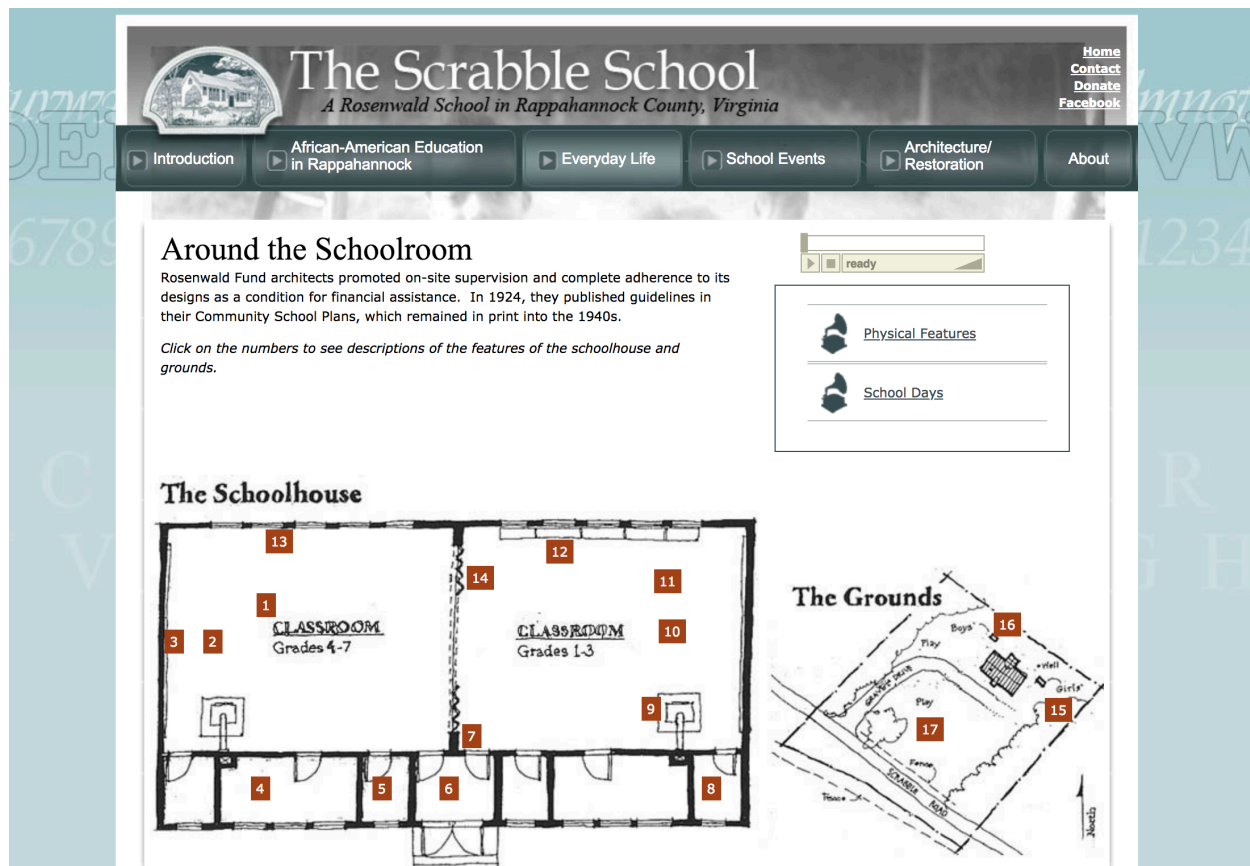 The Scrabble School
A Rosenwald School in Rappahannock County, Virginia
Home
Contact
Donate
Facebook
Introduction
African-American Education
in Rappahannock
Everyday Life
School Events
Architecture/
Restoration
About
Around the Schoolroom
Rosenwald Fund architects promoted on-site supervision and complete adherence to its
designs as a condition for financial assistance. In 1924, they published guidelines in
their Community School Plans, which remained in print into the 1940s.
Click on the numbers to see descriptions of the features of the schoolhouse and
grounds.
ready
Physical Features
School Days
The Schoolhouse
13
12
14
11
1
CLASSROOM
Grades 4-7
3
2
CLASSROOM
Grades 1-3
10
9
7
4
5
6
8
The Grounds
16
Boys'
Play
Well
Girls'
15
GRAVEL DRIVE
Play
17
Fence
SCRABBLE ROAD
Fence
North